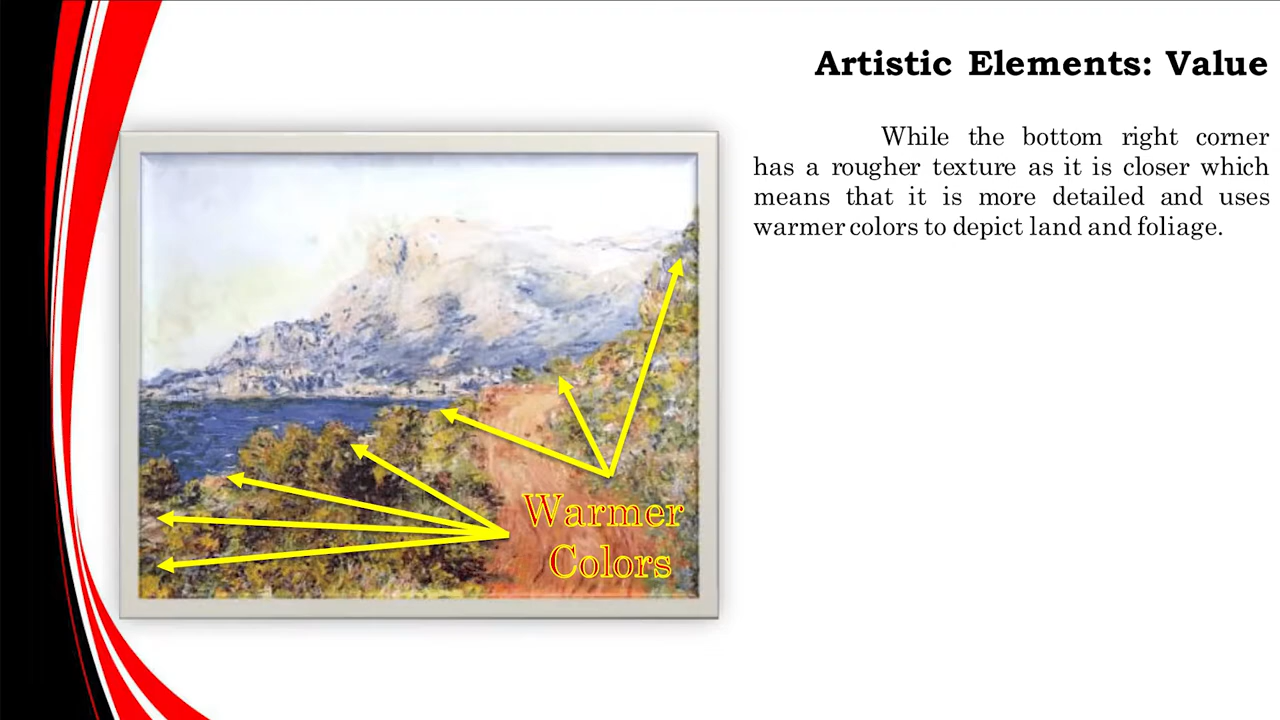 Artistic Elements: Value
While the bottom right corner
has a rougher texture as it is closer which
means that it is more detailed and uses
warmer colors to depict land and foliage.
Warmer
Colors